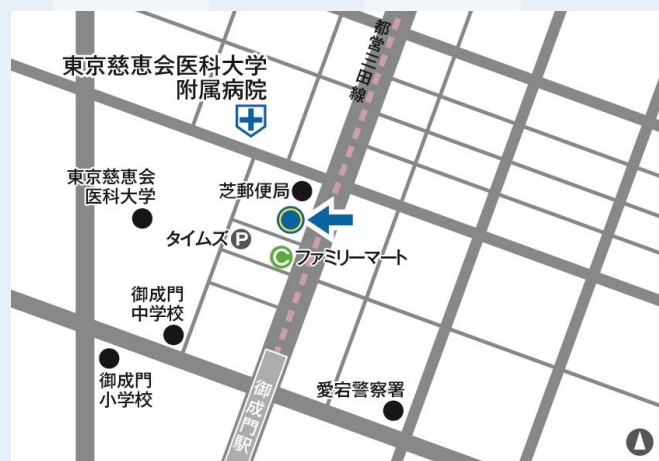 都営三田線
東京慈恵会医科大学
附属病院
東京慈恵会
医科大学
芝郵便局
タイムズ P
C ファミリーマート
御成門
中学校
御成門
小学校
御成門駅
愛宕警察署